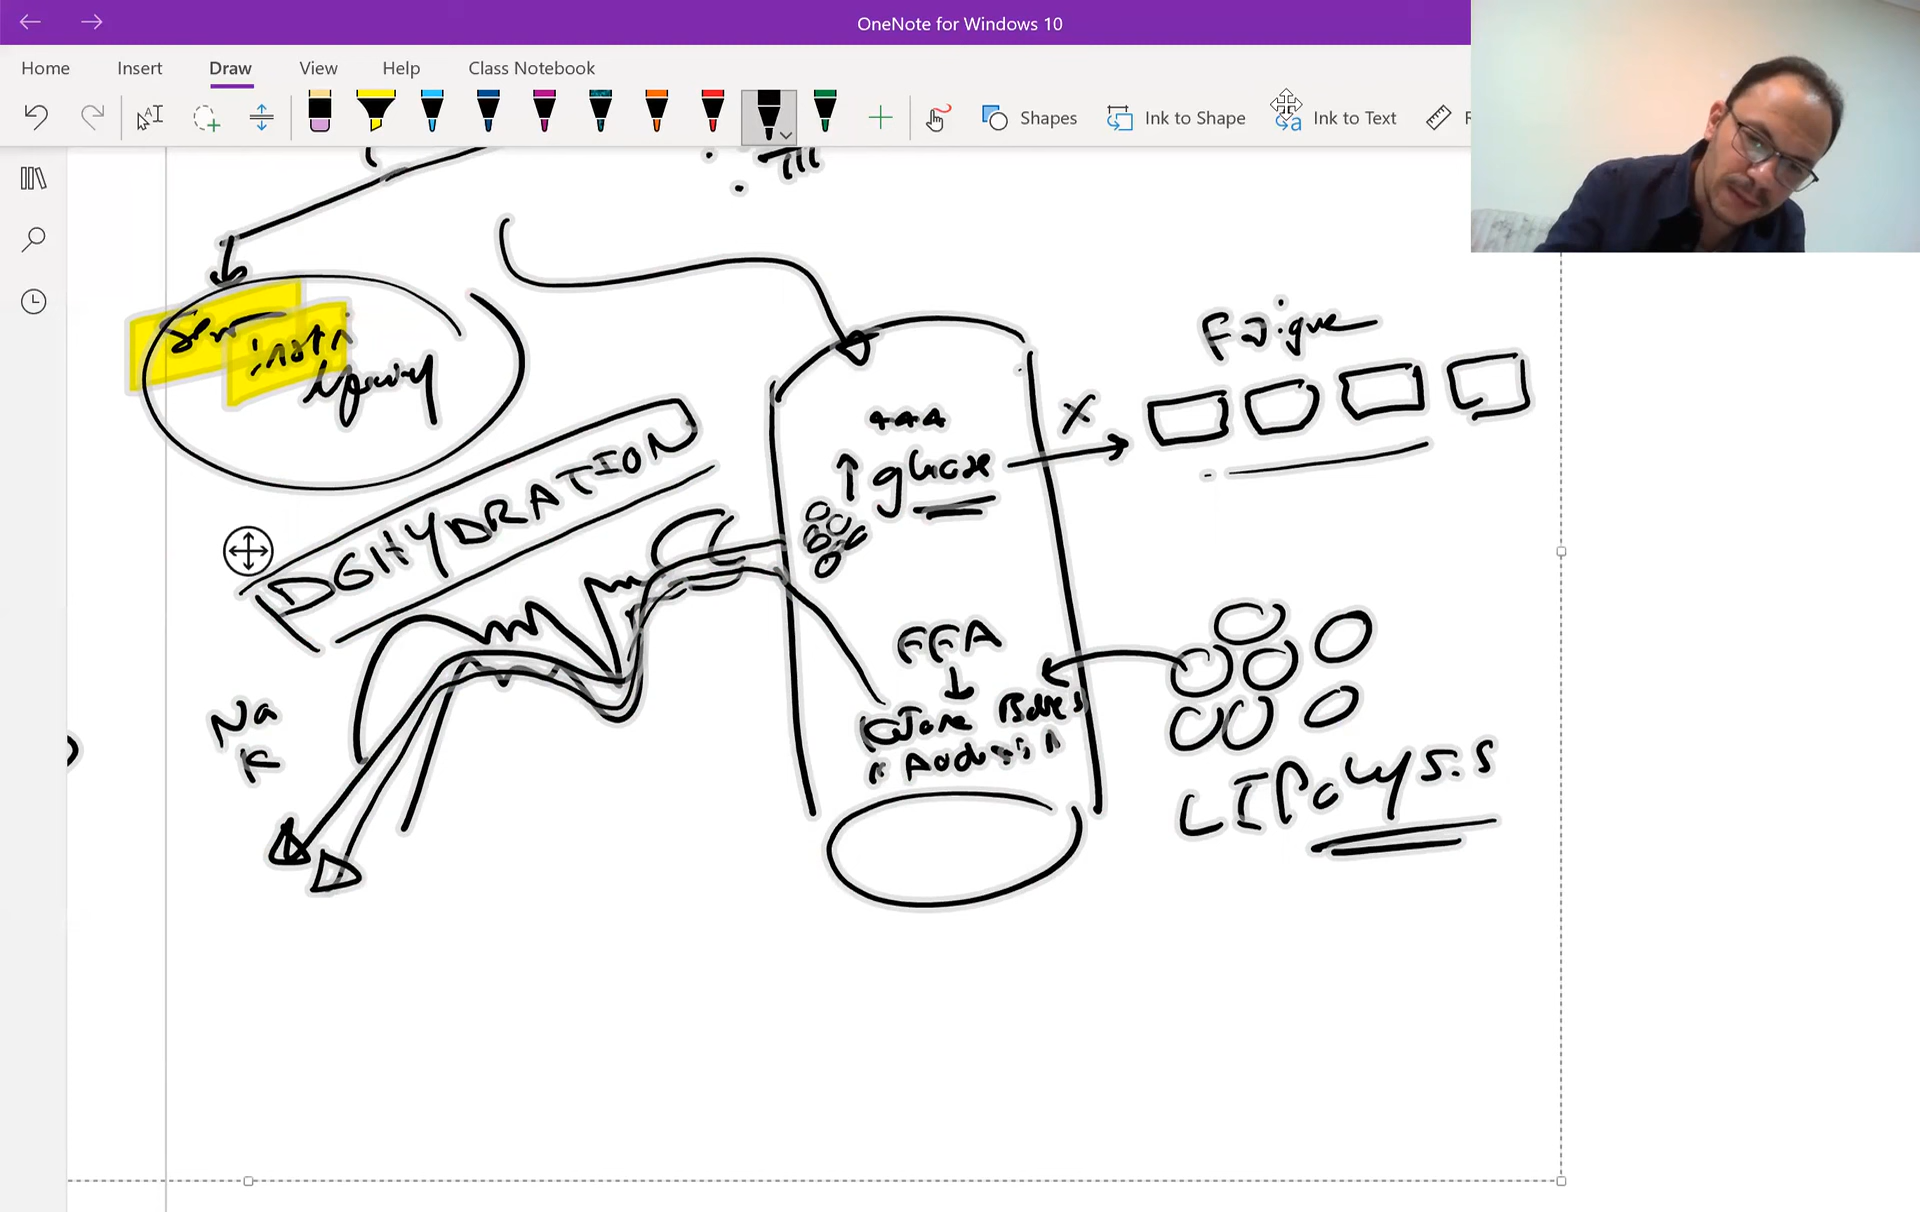 OneNote for Windows 10
Home Insert Draw View Help Class Notebook
Shapes Ink to Shape Ink to Text R
Fatigue
x
+++
↑ glucose
DEHYDRATION
FFA
↓
Ketone Bodies
Acidosis
Na
K
LIPolysis